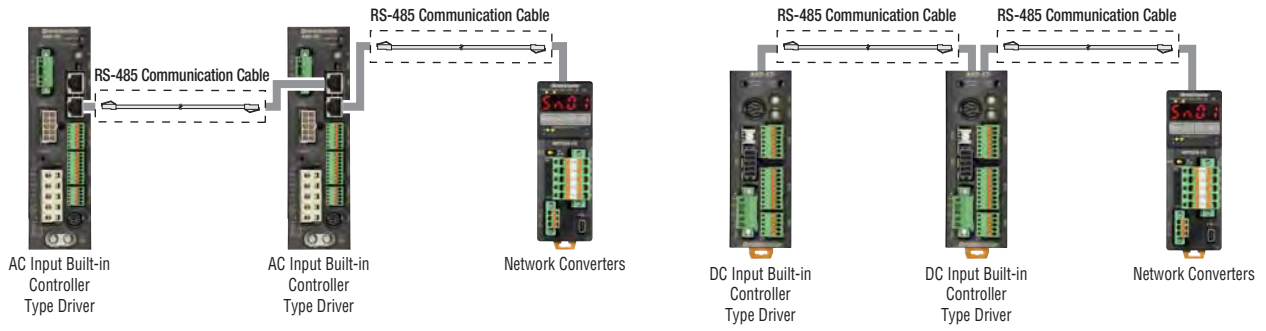 RS-485 Communication Cable
RS-485 Communication Cable
AC Input Built-in
Controller
Type Driver
AC Input Built-in
Controller
Type Driver
Sn01
Network Converters
RS-485 Communication Cable
RS-485 Communication Cable
DC Input Built-in
Controller
Type Driver
DC Input Built-in
Controller
Type Driver
Sn01
Network Converters